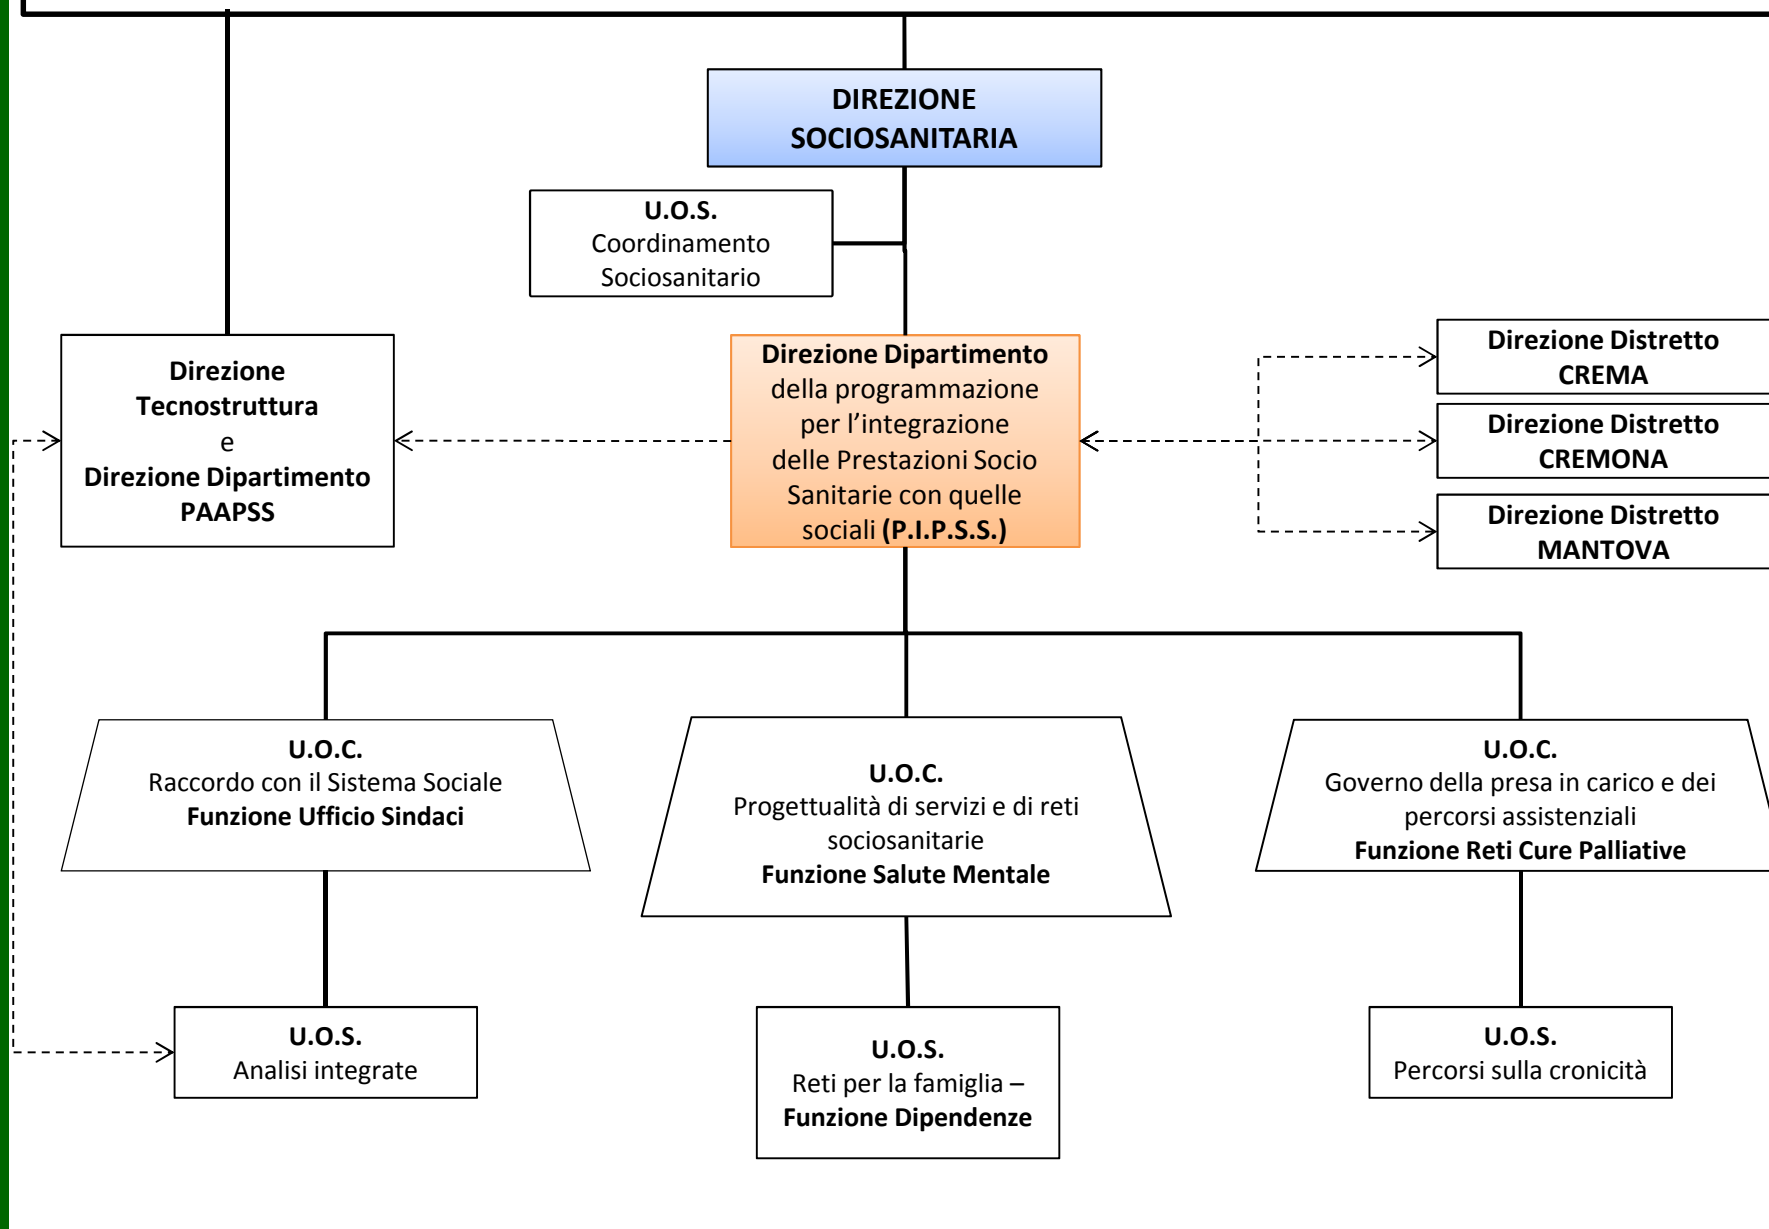 DIREZIONE
SOCIOSANITARIA
U.O.S.
Coordinamento
Sociosanitario
Direzione
Tecnostruttura
e
Direzione Dipartimento
PAAPSS
Direzione Dipartimento
della programmazione
per l’integrazione
delle Prestazioni Socio
Sanitarie con quelle
sociali (P.I.P.S.S.)
Direzione Distretto
CREMA
Direzione Distretto
CREMONA
Direzione Distretto
MANTOVA
U.O.C.
Raccordo con il Sistema Sociale
Funzione Ufficio Sindaci
U.O.C.
Progettualità di servizi e di reti
sociosanitarie
Funzione Salute Mentale
U.O.C.
Governo della presa in carico e dei
percorsi assistenziali
Funzione Reti Cure Palliative
U.O.S.
Analisi integrate
U.O.S.
Reti per la famiglia –
Funzione Dipendenze
U.O.S.
Percorsi sulla cronicità